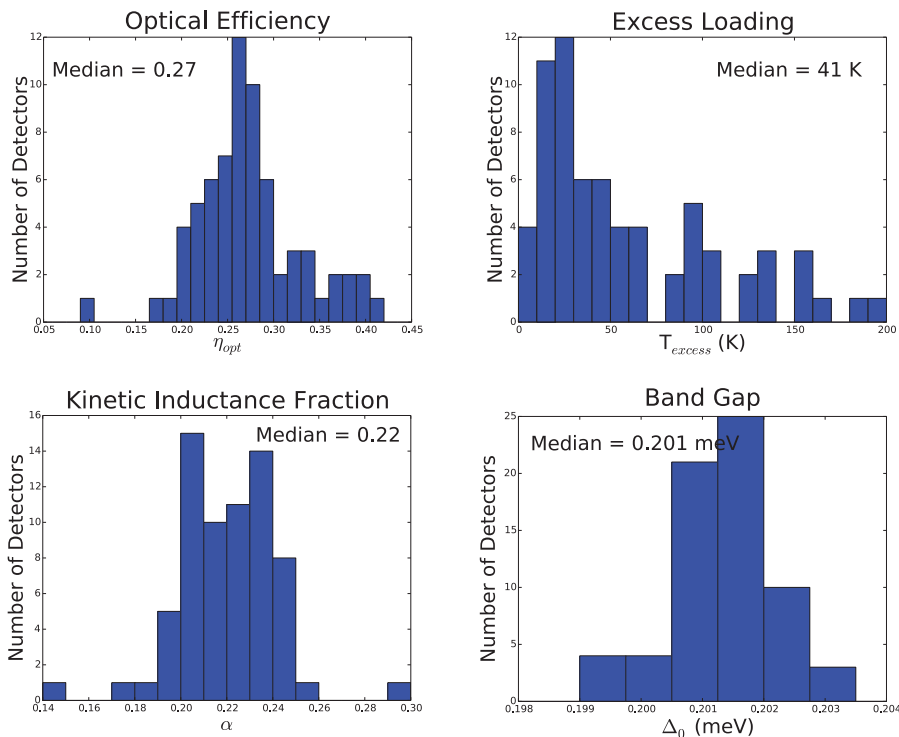 Optical Efficiency
Median = 0.27
Number of Detectors
12
10
8
6
4
2
0
0.05 0.10 0.15 0.20 0.25 0.30 0.35 0.40 0.45
η_opt
Excess Loading
Median = 41 K
Number of Detectors
12
10
8
6
4
2
0
0 50 100 150 200
T_excess (K)
Kinetic Inductance Fraction
Median = 0.22
Number of Detectors
16
14
12
10
8
6
4
2
0
0.14 0.16 0.18 0.20 0.22 0.24 0.26 0.28 0.30
α
Band Gap
Median = 0.201 meV
Number of Detectors
25
20
15
10
5
0
0.198 0.199 0.200 0.201 0.202 0.203 0.204
Δ_0 (meV)